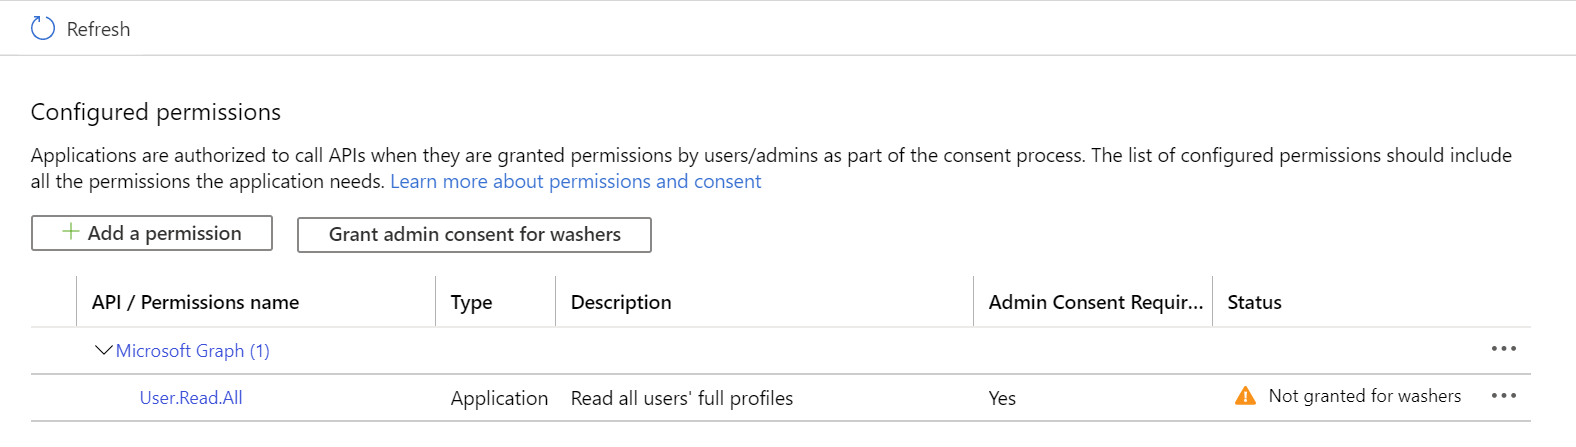 Refresh
Configured permissions
Applications are authorized to call APIs when they are granted permissions by users/admins as part of the consent process. The list of configured permissions should include
all the permissions the application needs. Learn more about permissions and consent
+ Add a permission Grant admin consent for washers
API / Permissions name Type Description Admin Consent Requir... Status
Microsoft Graph (1) •••
User.Read.All Application Read all users' full profiles Yes Not granted for washers •••